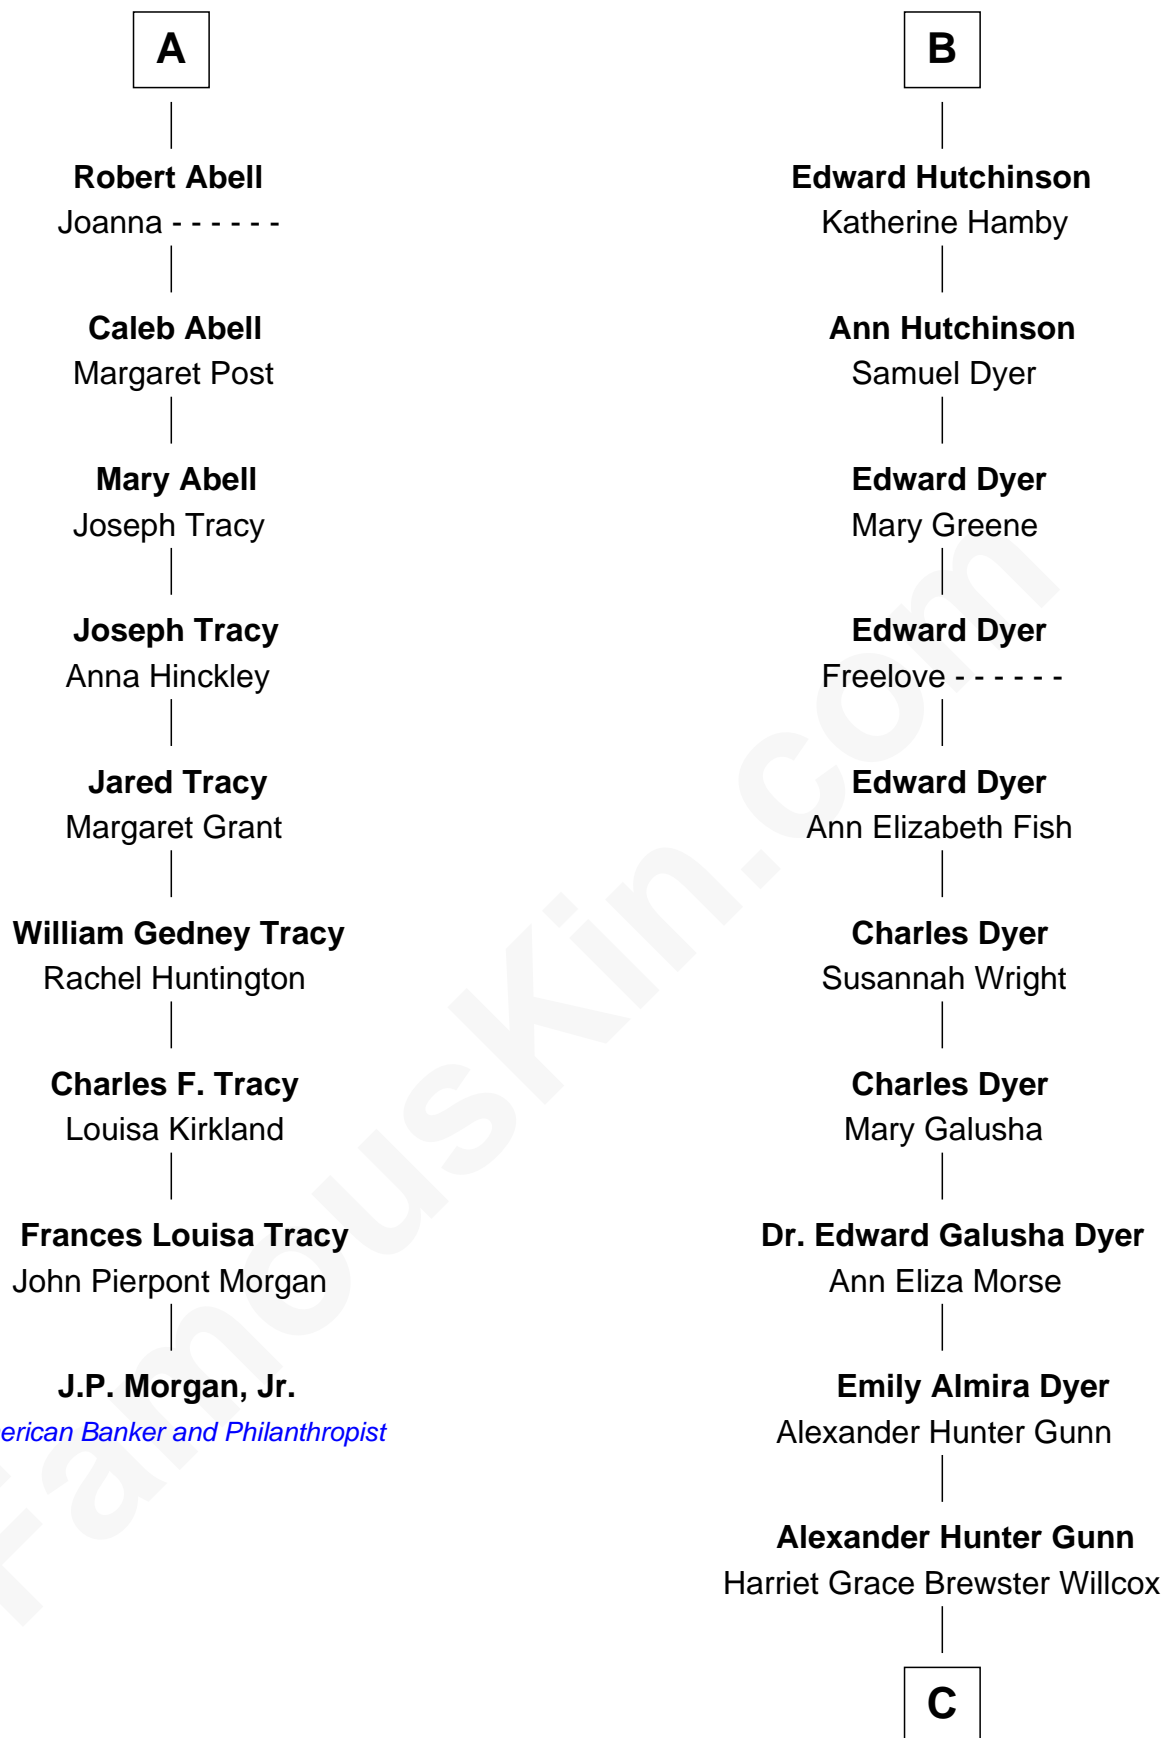 A
Robert Abell
Joanna - - - - - -
Caleb Abell
Margaret Post
Mary Abell
Joseph Tracy
Joseph Tracy
Anna Hinckley
Jared Tracy
Margaret Grant
William Gedney Tracy
Rachel Huntington
Charles F. Tracy
Louisa Kirkland
Frances Louisa Tracy
John Pierpont Morgan
J.P. Morgan, Jr.
erican Banker and Philanthropist
B
Edward Hutchinson
Katherine Hamby
Ann Hutchinson
Samuel Dyer
Edward Dyer
Mary Greene
Edward Dyer
Freelove - - - - - -
Edward Dyer
Ann Elizabeth Fish
Charles Dyer
Susannah Wright
Charles Dyer
Mary Galusha
Dr. Edward Galusha Dyer
Ann Eliza Morse
Emily Almira Dyer
Alexander Hunter Gunn
Alexander Hunter Gunn
Harriet Grace Brewster Willcox
C
FamousKin.com